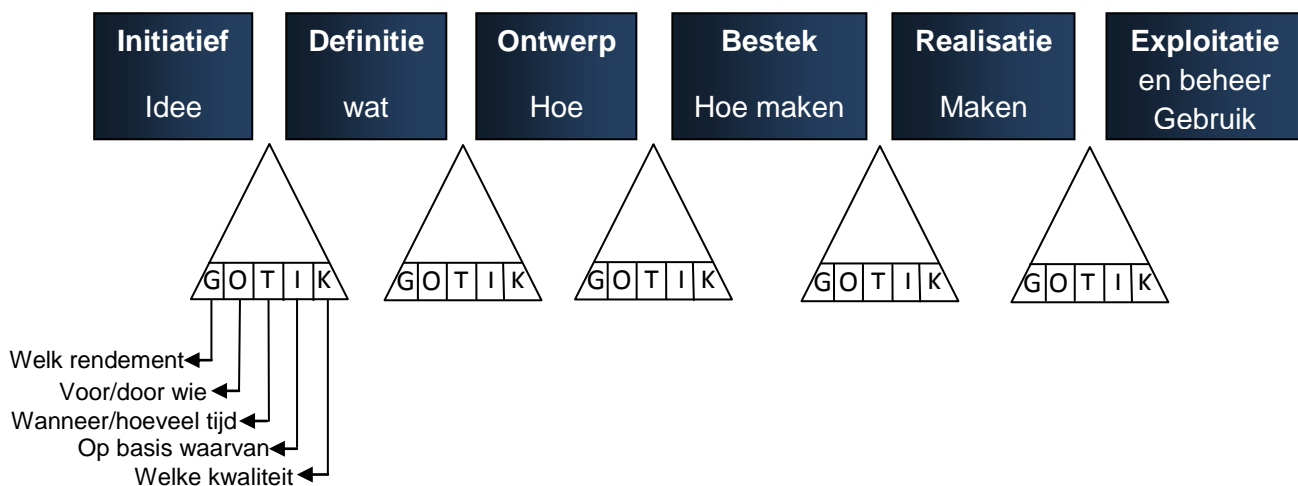 Initiatief
Idee
Definitie
wat
Ontwerp
Hoe
Bestek
Hoe maken
Realisatie
Maken
Exploitatie
en beheer
Gebruik
G O T I K
G O T I K
G O T I K
G O T I K
G O T I K
Welk rendement
Voor/door wie
Wanneer/hoeveel tijd
Op basis waarvan
Welke kwaliteit